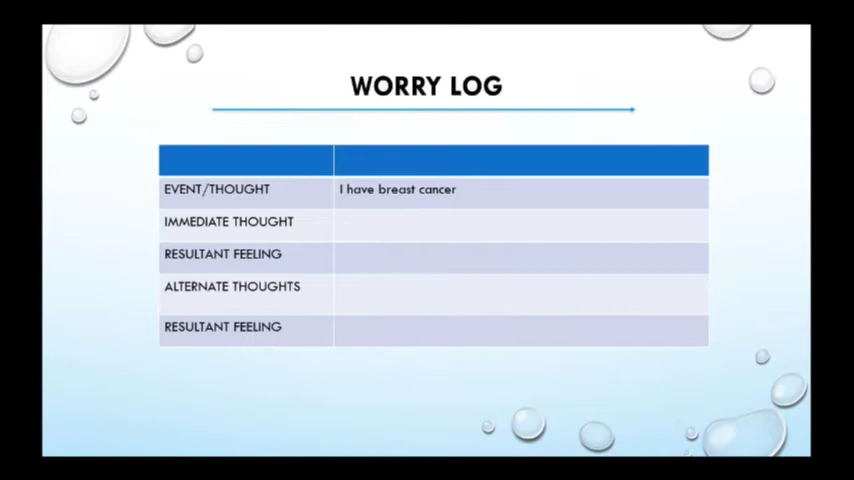 WORRY LOG
EVENT/THOUGHT I have breast cancer
IMMEDIATE THOUGHT
RESULTANT FEELING
ALTERNATE THOUGHTS
RESULTANT FEELING